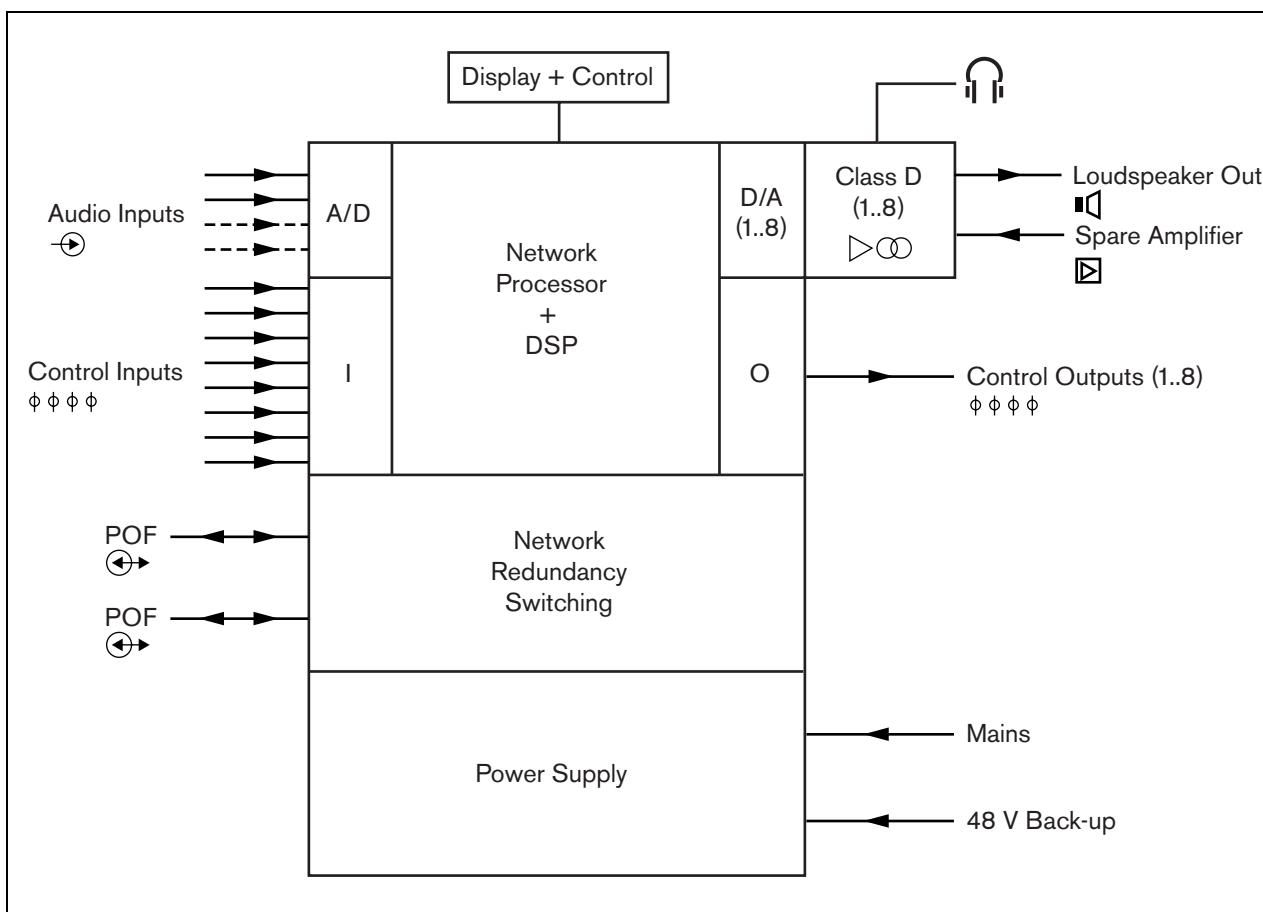 Display + Control
Audio Inputs
A/D
Network
Processor
+
DSP
D/A
(1..8)
Class D
(1..8)
Loudspeaker Out
Spare Amplifier
Control Inputs
I
O
Control Outputs (1..8)
POF
POF
Network
Redundancy
Switching
Power Supply
Mains
48 V Back-up